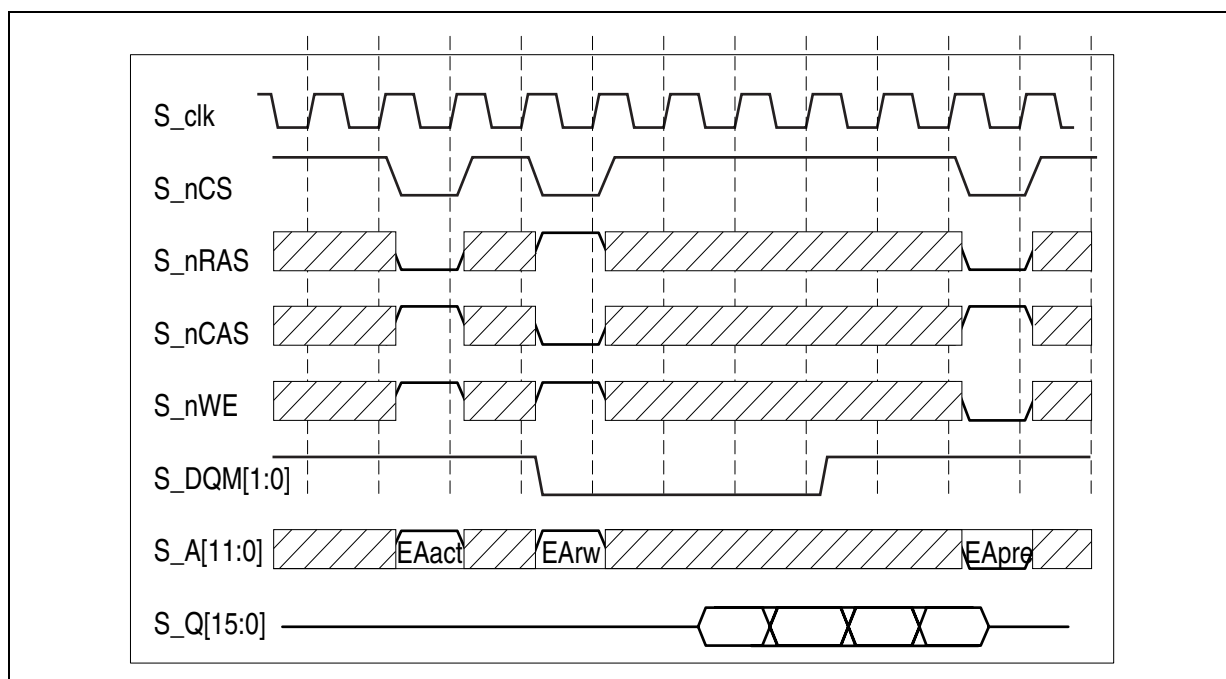 S_clk
S_nCS
S_nRAS
S_nCAS
S_nWE
S_DQM[1:0]
S_A[11:0] EAact EArw EApre
S_Q[15:0]